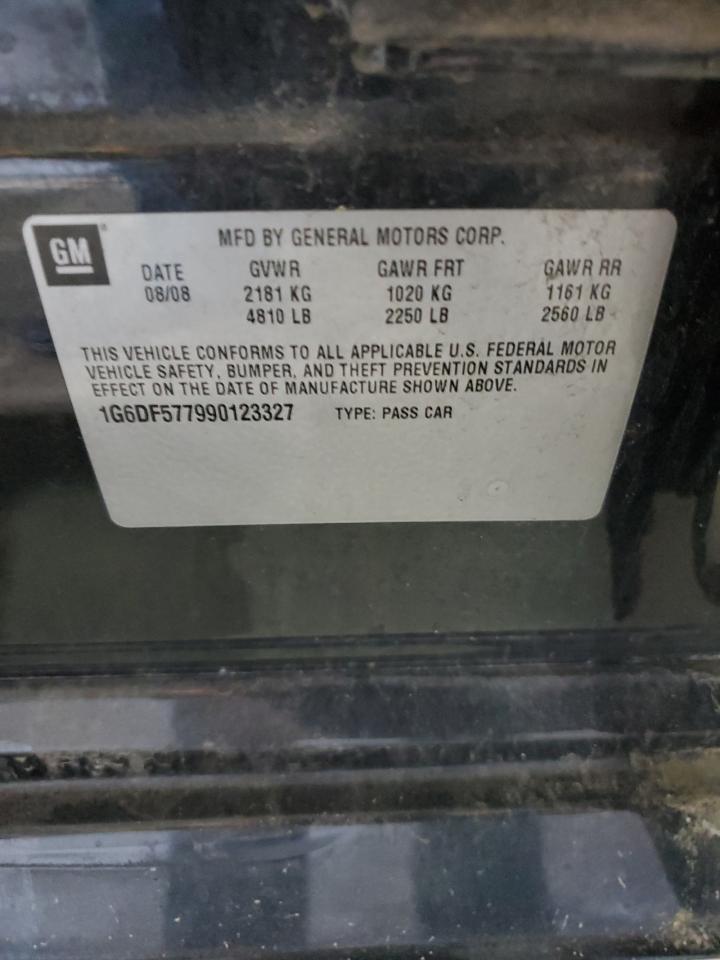 GM
MFD BY GENERAL MOTORS CORP.
DATE GVWR GAWR FRT GAWR RR
08/08 2181 KG 1020 KG 1161 KG
4810 LB 2250 LB 2560 LB
THIS VEHICLE CONFORMS TO ALL APPLICABLE U.S. FEDERAL MOTOR
VEHICLE SAFETY, BUMPER, AND THEFT PREVENTION STANDARDS IN
EFFECT ON THE DATE OF MANUFACTURE SHOWN ABOVE.
1G6DF577990123327 TYPE: PASS CAR